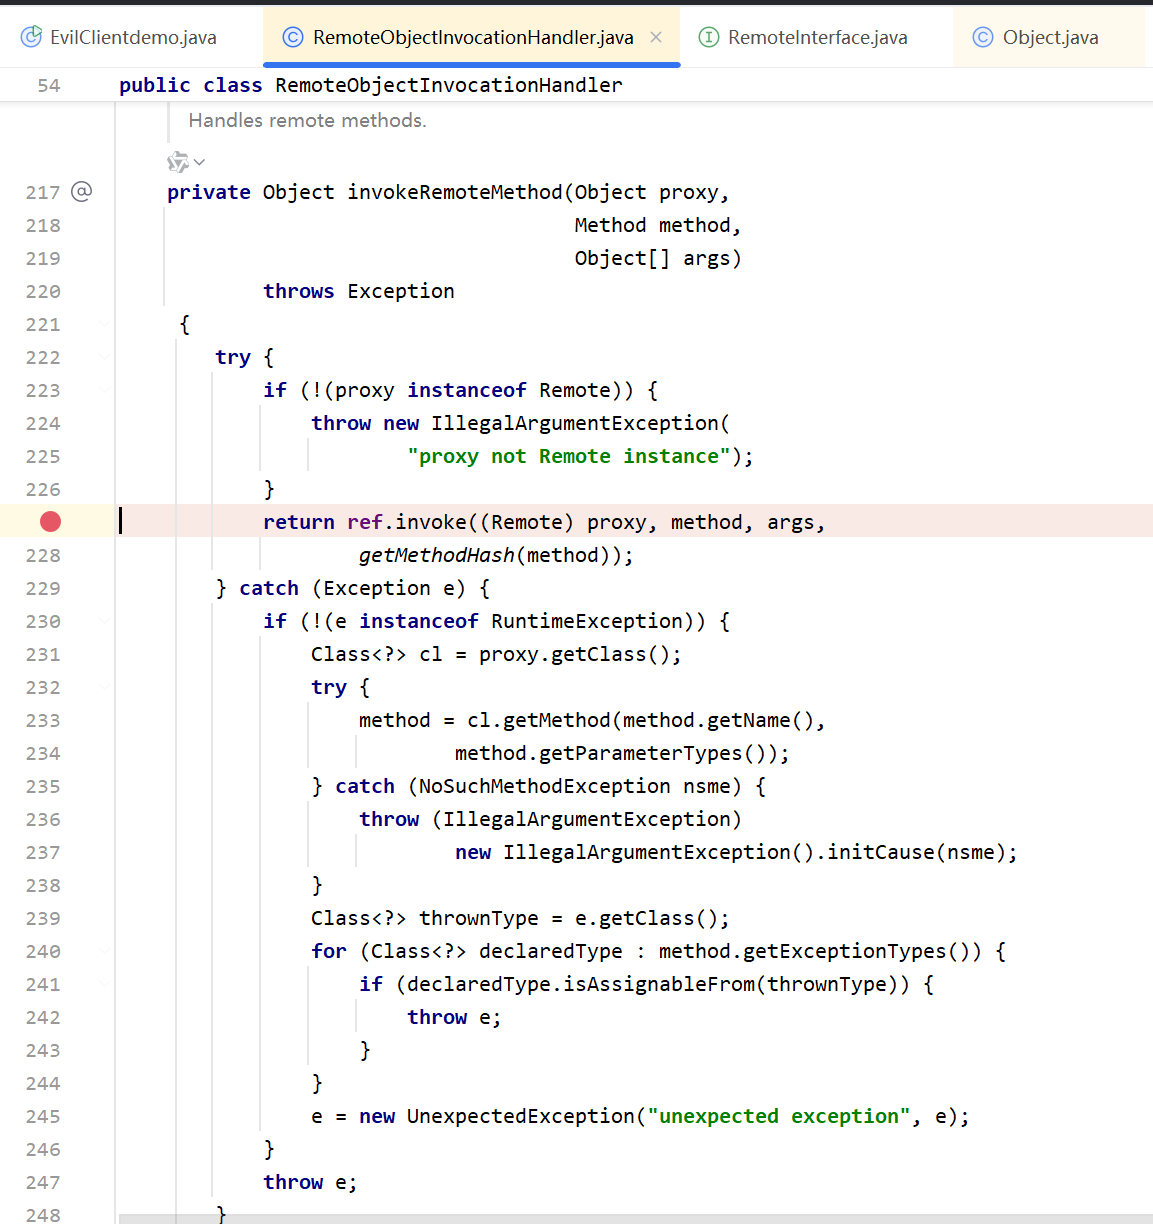 EvilClientdemo.java RemoteObjectInvocationHandler.java RemoteInterface.java Object.java
54 public class RemoteObjectInvocationHandler
Handles remote methods.
217 @ private Object invokeRemoteMethod(Object proxy,
218 Method method,
219 Object[] args)
220 throws Exception
221 {
222 try {
223 if (!(proxy instanceof Remote)) {
224 throw new IllegalArgumentException(
225 "proxy not Remote instance");
226 }
return ref.invoke((Remote) proxy, method, args,
228 getMethodHash(method));
229 } catch (Exception e) {
230 if (!(e instanceof RuntimeException)) {
231 Class<?> cl = proxy.getClass();
232 try {
233 method = cl.getMethod(method.getName(),
234 method.getParameterTypes());
235 } catch (NoSuchMethodException nsme) {
236 throw (IllegalArgumentException)
237 new IllegalArgumentException().initCause(nsme);
238 }
239 Class<?> thrownType = e.getClass();
240 for (Class<?> declaredType : method.getExceptionTypes()) {
241 if (declaredType.isAssignableFrom(thrownType)) {
242 throw e;
243 }
244 }
245 e = new UnexpectedException("unexpected exception", e);
246 }
247 throw e;
248 }